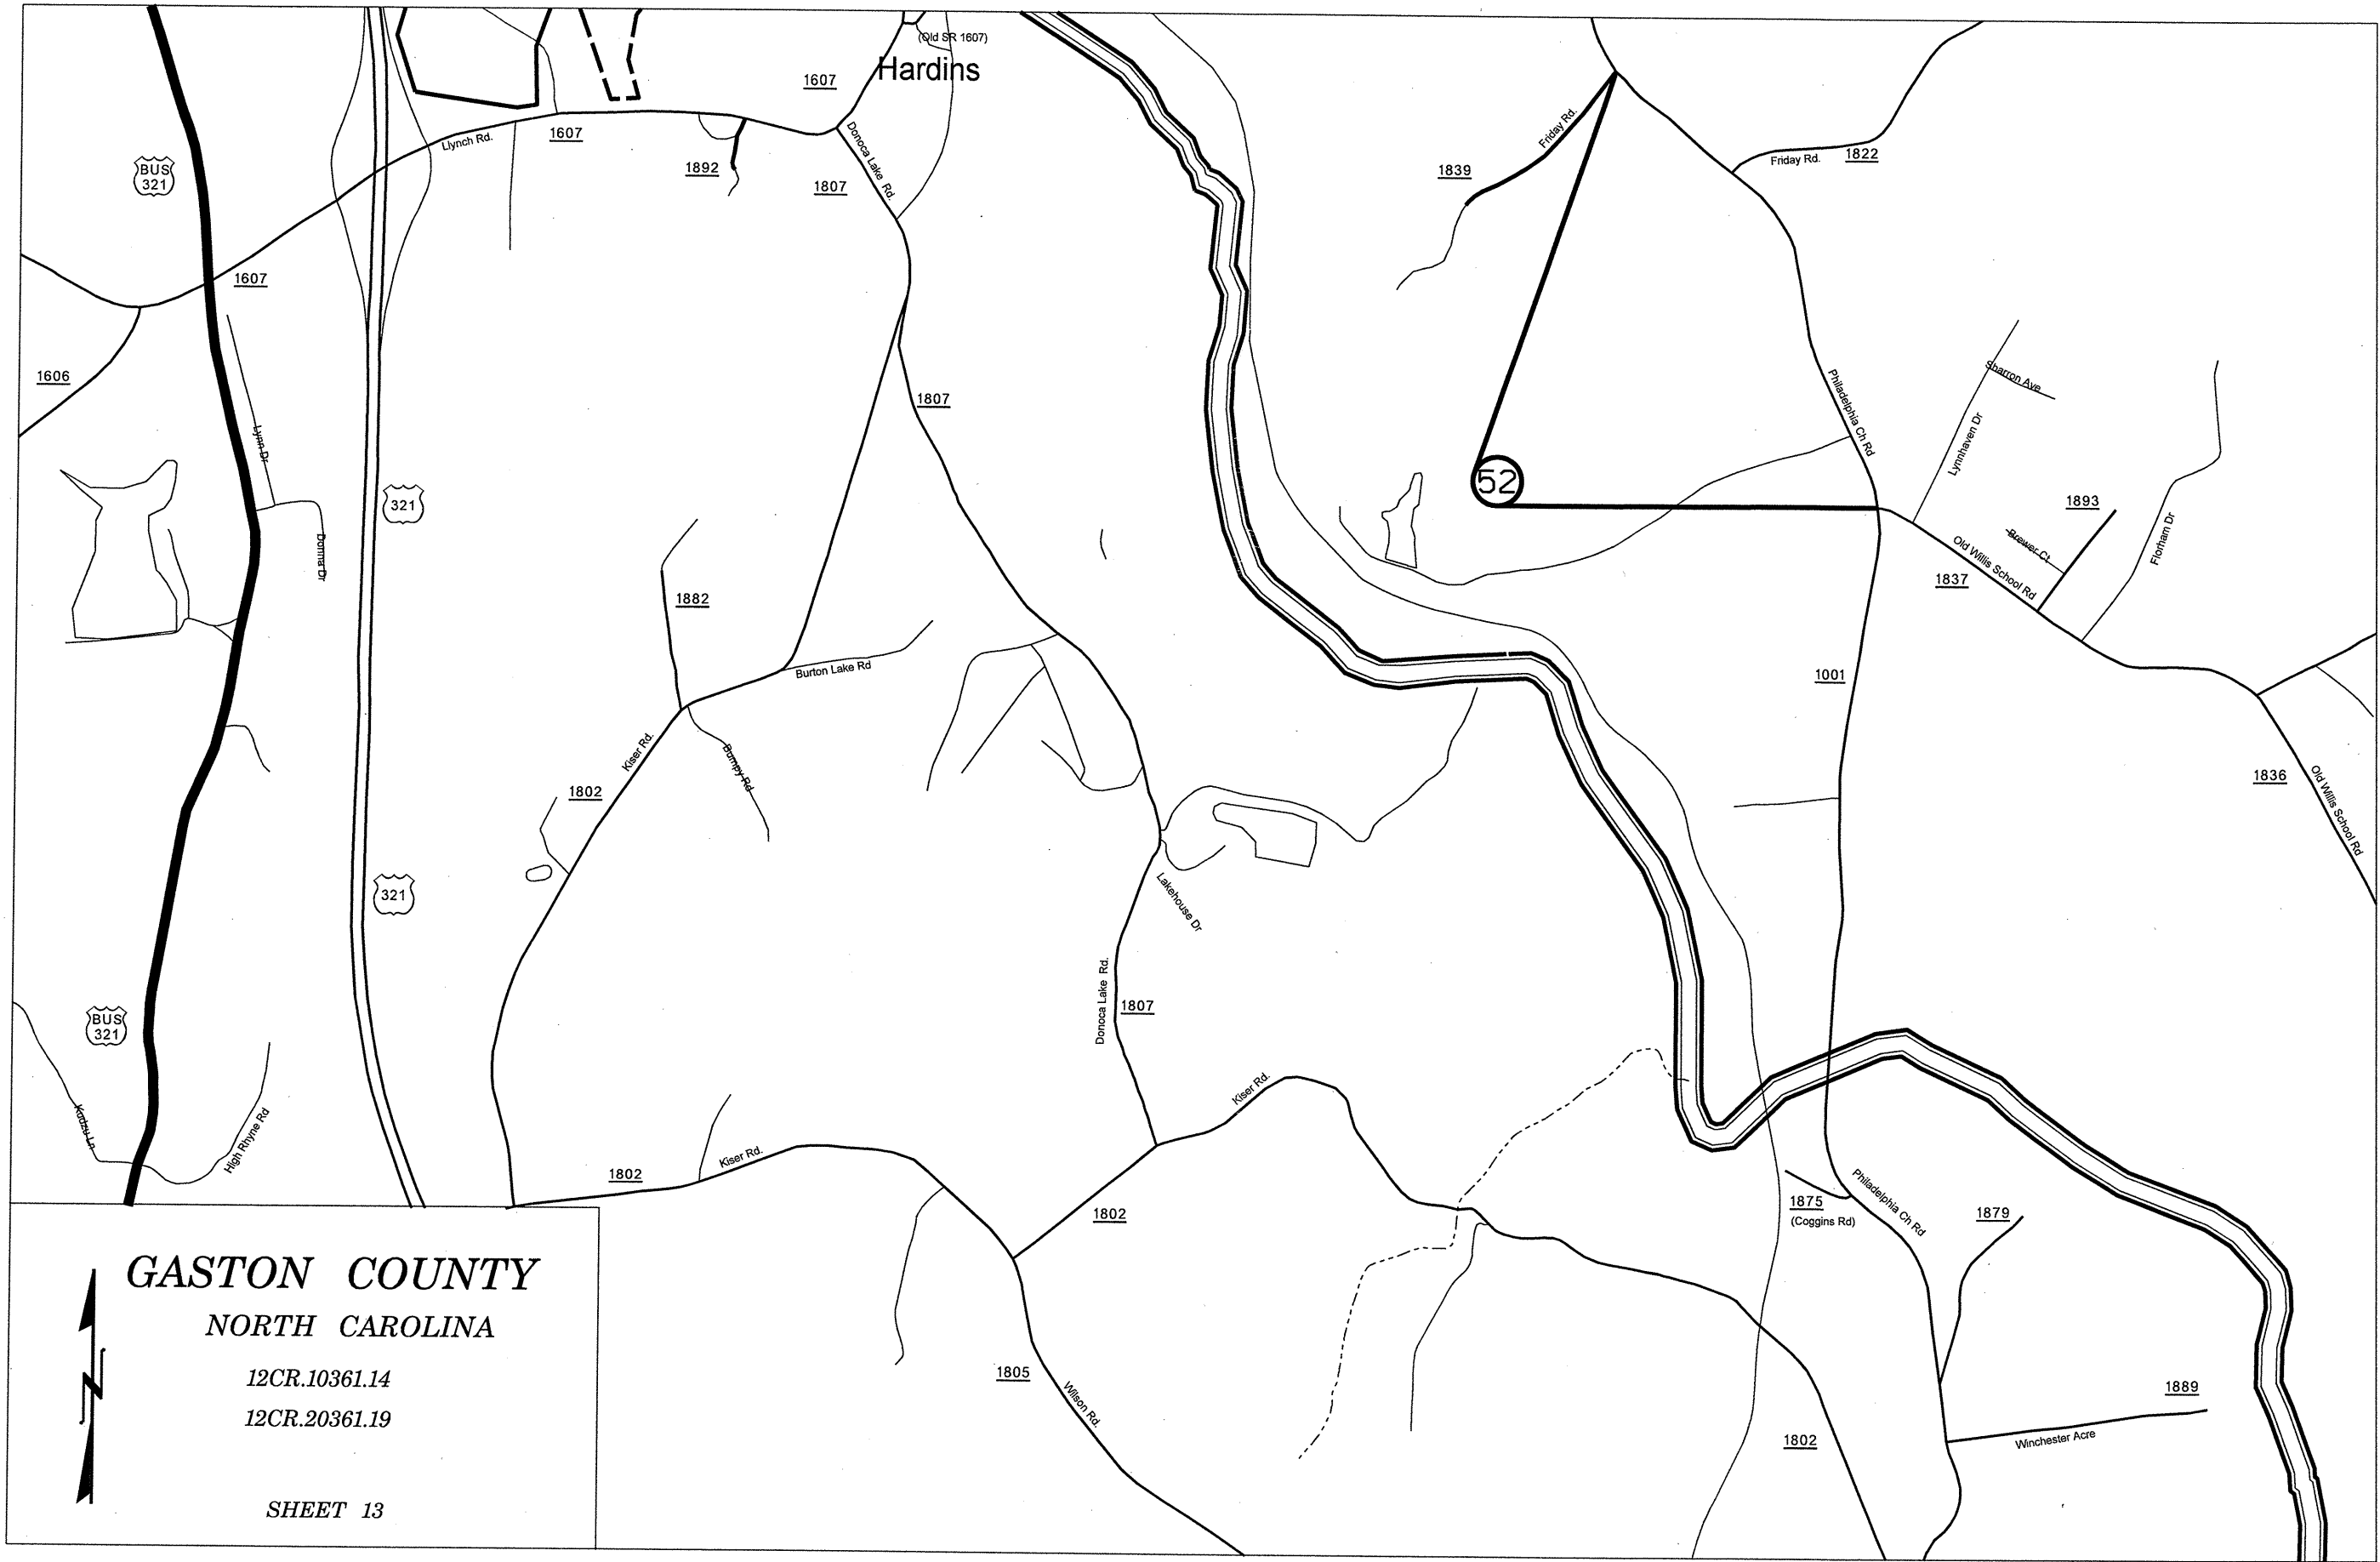 (Old SR 1607)
Hardins
1607
Friday Rd.
Llynch Rd.
1607
Donoca Lake Rd.
Friday Rd.
1822
BUS
321
1892
1807
1839
1607
1606
1807
Philadelphia Ch Rd
Sharron Ave
Lynn Dr
Lynnhaven Dr
321
52
1893
Donna Dr
Brewer Ct
Florham Dr
Old Willis School Rd
1837
1882
Burton Lake Rd
1001
Kiser Rd.
Bumpy Rd
1802
1836
Old Willis School Rd
321
Lakehouse Dr
Donoca Lake Rd.
1807
BUS
321
Kudzu Ln
High Rhyne Rd
Kiser Rd.
Kiser Rd.
1802
1802
1875
(Coggins Rd)
Philadelphia Ch Rd
1879
1805
Wilson Rd.
1889
Winchester Acre
1802
GASTON COUNTY
NORTH CAROLINA
12CR.10361.14
12CR.20361.19
SHEET 13
N